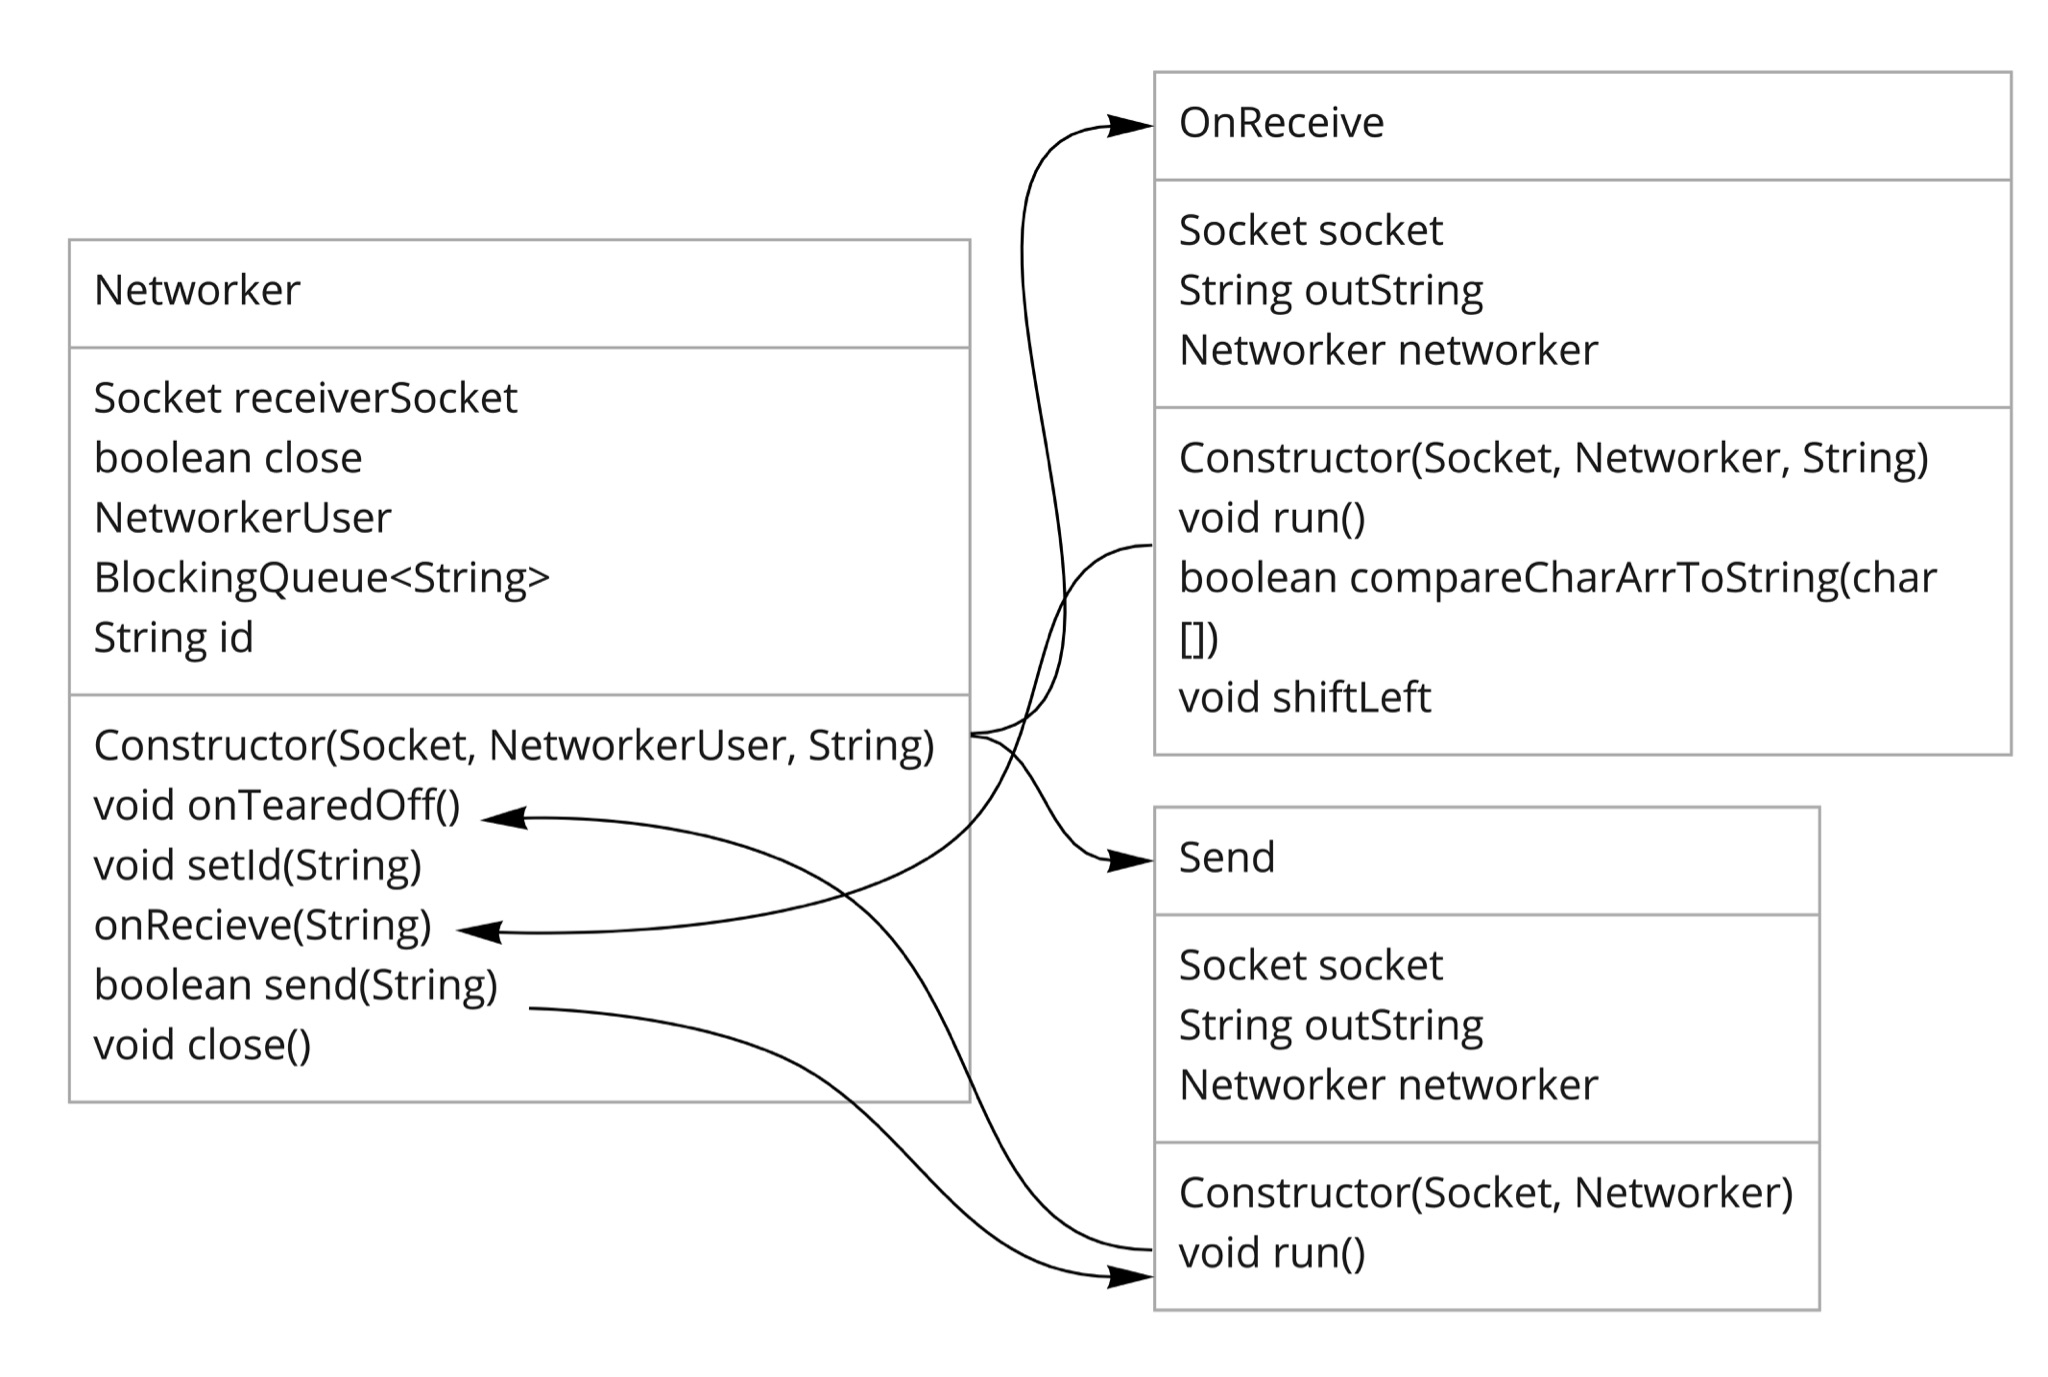 Networker
Socket receiverSocket
boolean close
NetworkerUser
BlockingQueue<String>
String id
Constructor(Socket, NetworkerUser, String)
void onTearedOff()
void setId(String)
onRecieve(String)
boolean send(String)
void close()
OnReceive
Socket socket
String outString
Networker networker
Constructor(Socket, Networker, String)
void run()
boolean compareCharArrToString(char
[])
void shiftLeft
Send
Socket socket
String outString
Networker networker
Constructor(Socket, Networker)
void run()